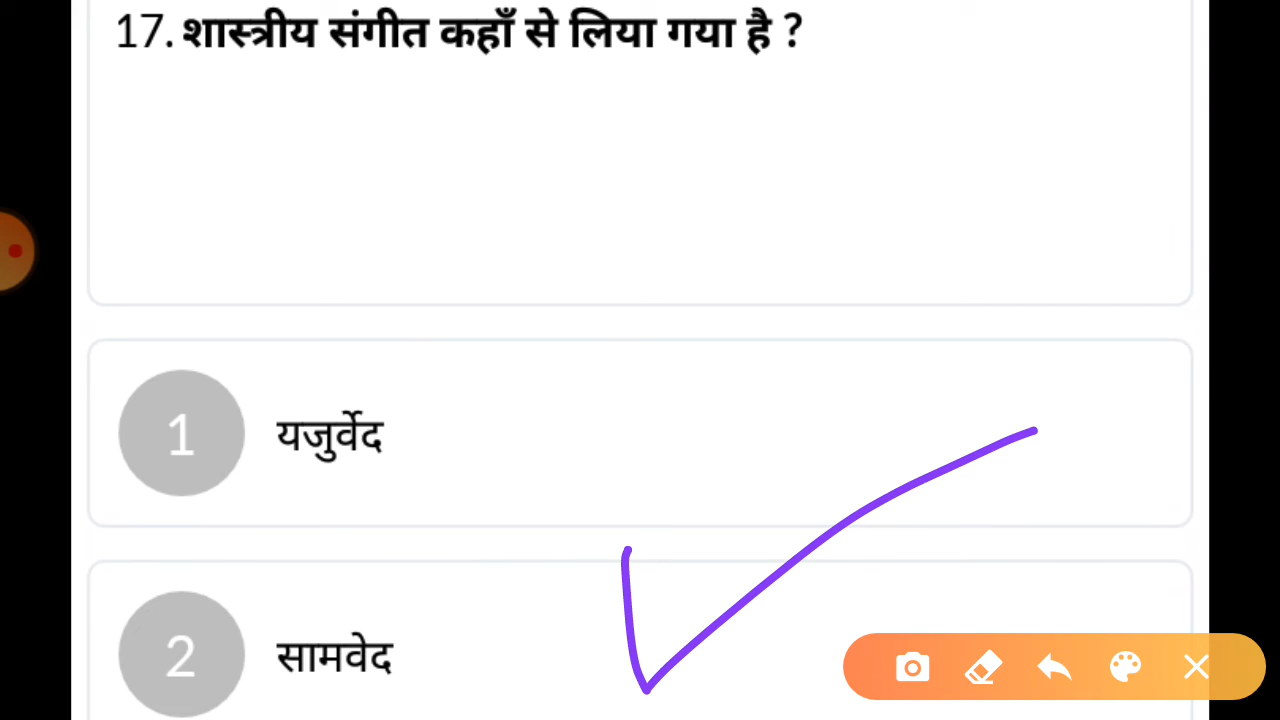 17. शास्त्रीय संगीत कहाँ से लिया गया है ?
1 यजुर्वेद
2 सामवेद